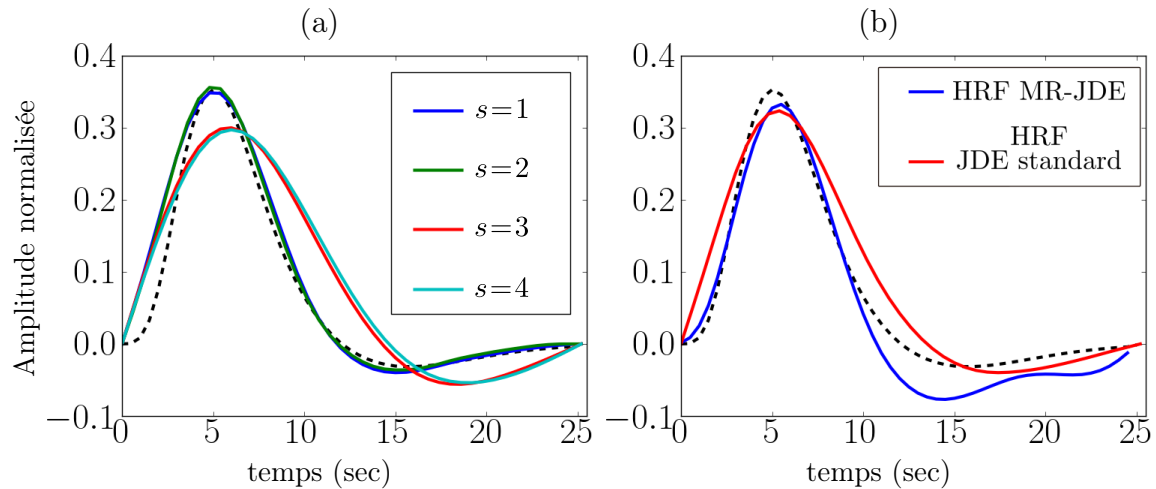 (a)
Amplitude normalisée
0.4
0.3
0.2
0.1
0.0
−0.1
0 5 10 15 20 25
temps (sec)
s=1
s=2
s=3
s=4
(b)
0.4
0.3
0.2
0.1
0.0
−0.1
0 5 10 15 20 25
temps (sec)
HRF MR-JDE
HRF
JDE standard